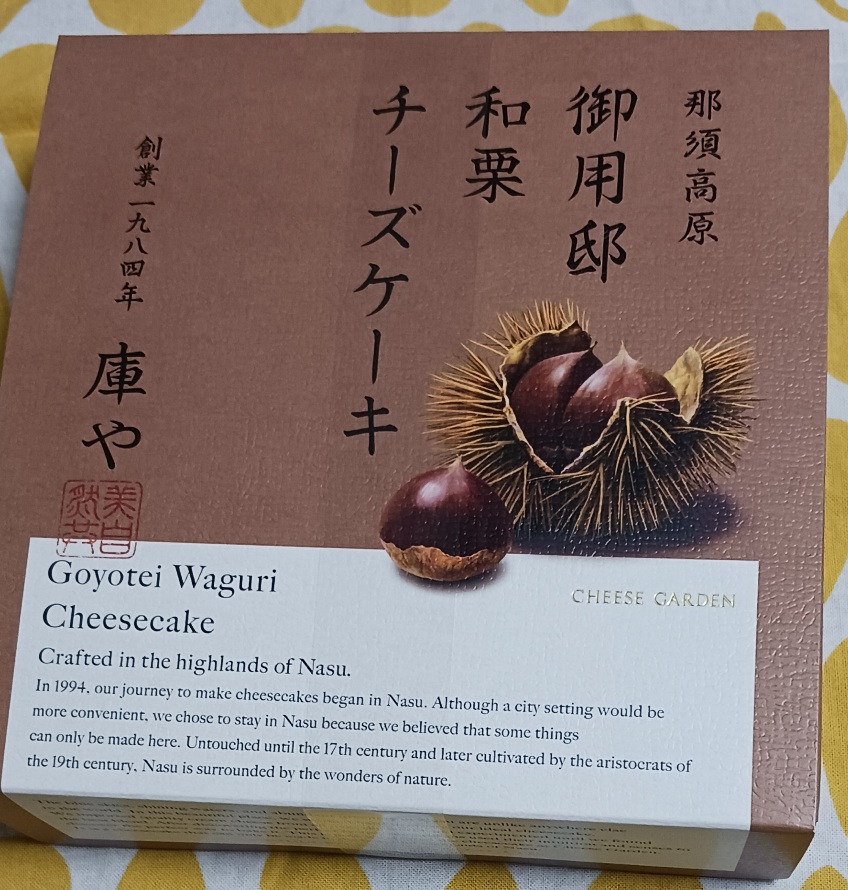 那須高原
御用邸
和栗
チーズケーキ
創業一九八四年
庫や
Goyotei Waguri
Cheesecake
CHEESE GARDEN
Crafted in the highlands of Nasu.
In 1994, our journey to make cheesecakes began in Nasu. Although a city setting would be
more convenient, we chose to stay in Nasu because we believed that some things
can only be made here. Untouched until the 17th century and later cultivated by the aristocrats of
the 19th century, Nasu is surrounded by the wonders of nature.